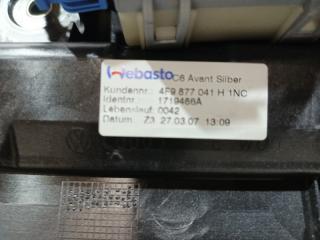 Webasto C6 Avant Silber
Kundennr.: 4F9 877 041 H 1NC
Identnr.: 1719466A
Lebenslauf: 0042
Datum: Z3 27.03.07 13:09